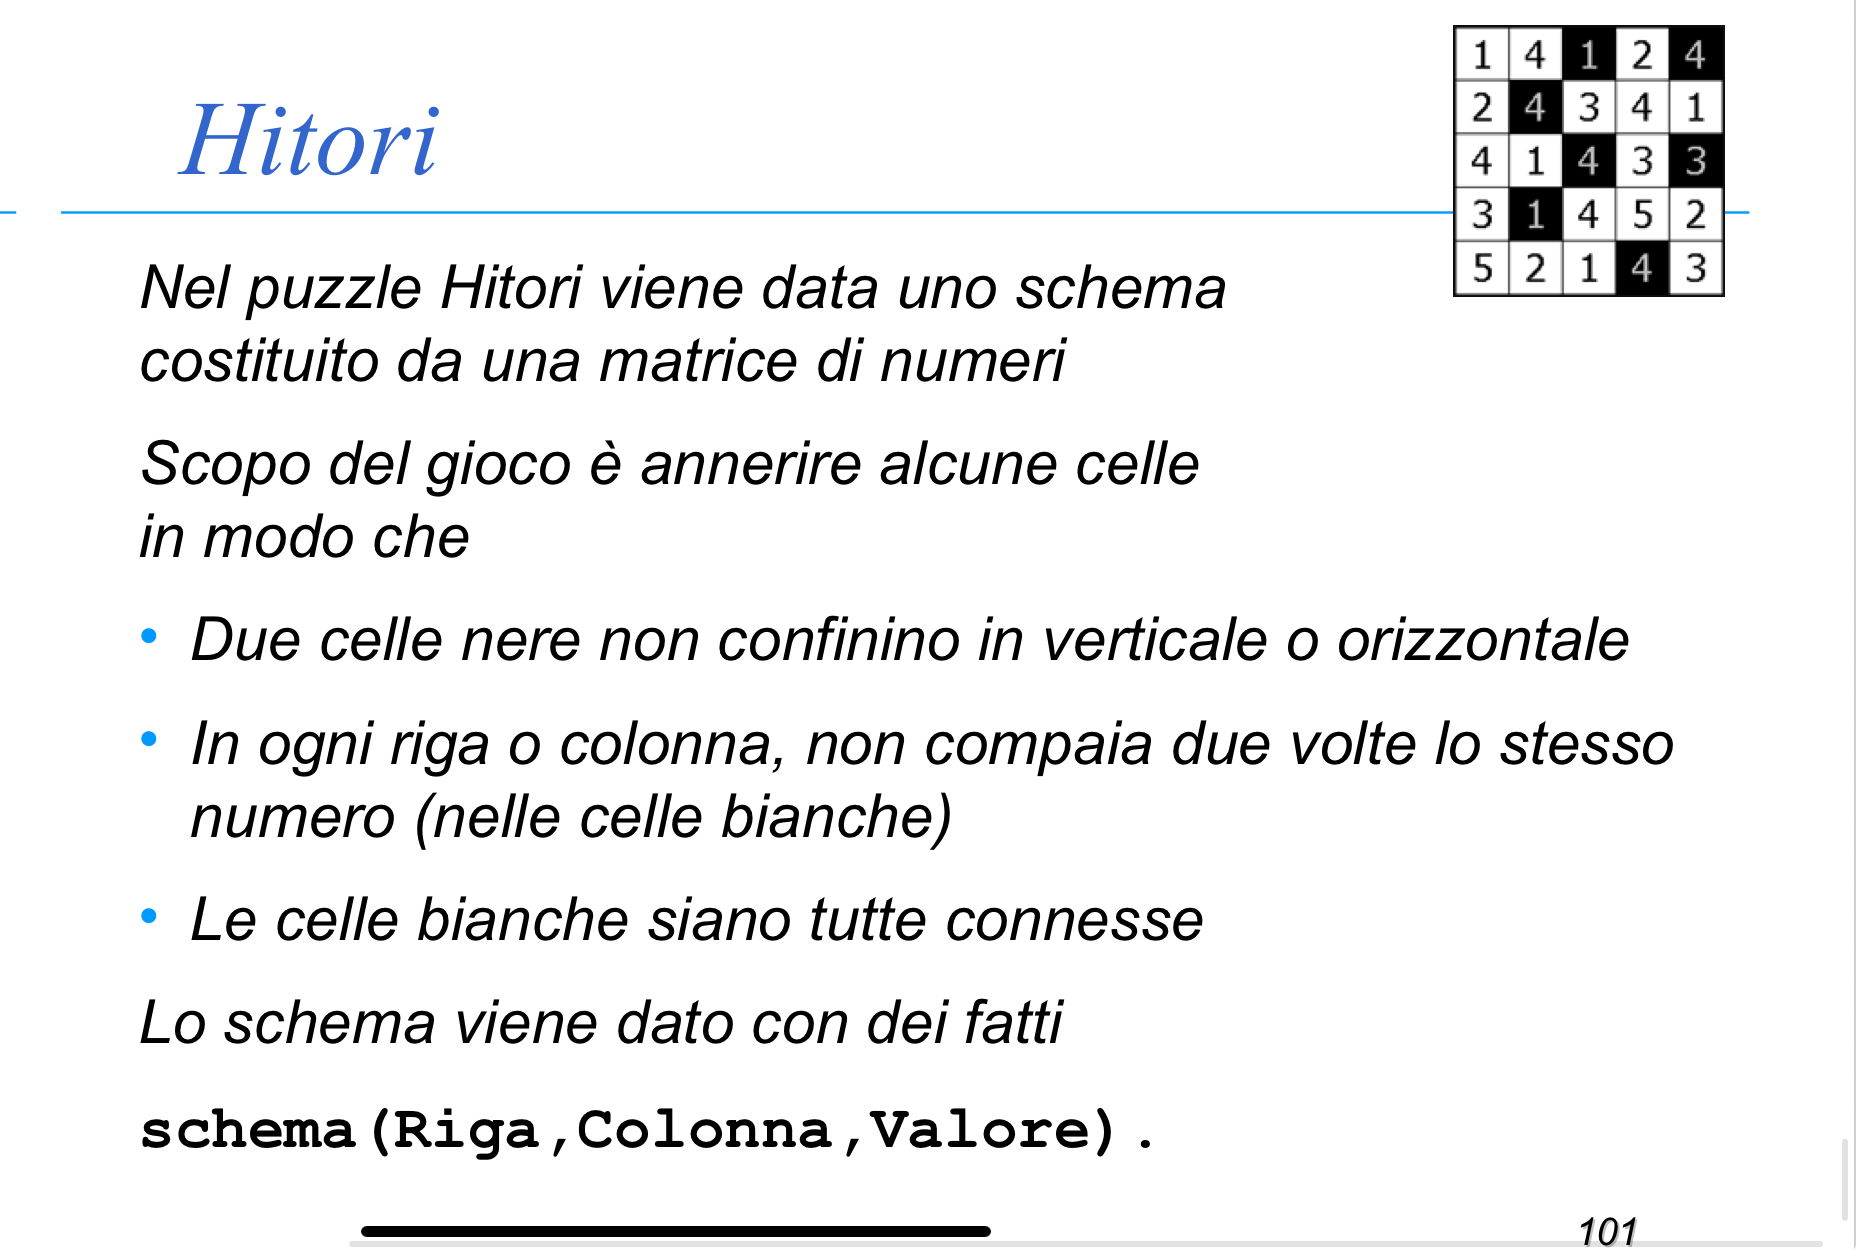 Hitori
1 4 1 2 4
2 4 3 4 1
4 1 4 3 3
3 1 4 5 2
5 2 1 4 3
Nel puzzle Hitori viene data uno schema
costituito da una matrice di numeri
Scopo del gioco è annerire alcune celle
in modo che
• Due celle nere non confinino in verticale o orizzontale
• In ogni riga o colonna, non compaia due volte lo stesso
numero (nelle celle bianche)
• Le celle bianche siano tutte connesse
Lo schema viene dato con dei fatti
schema(Riga,Colonna,Valore).
101